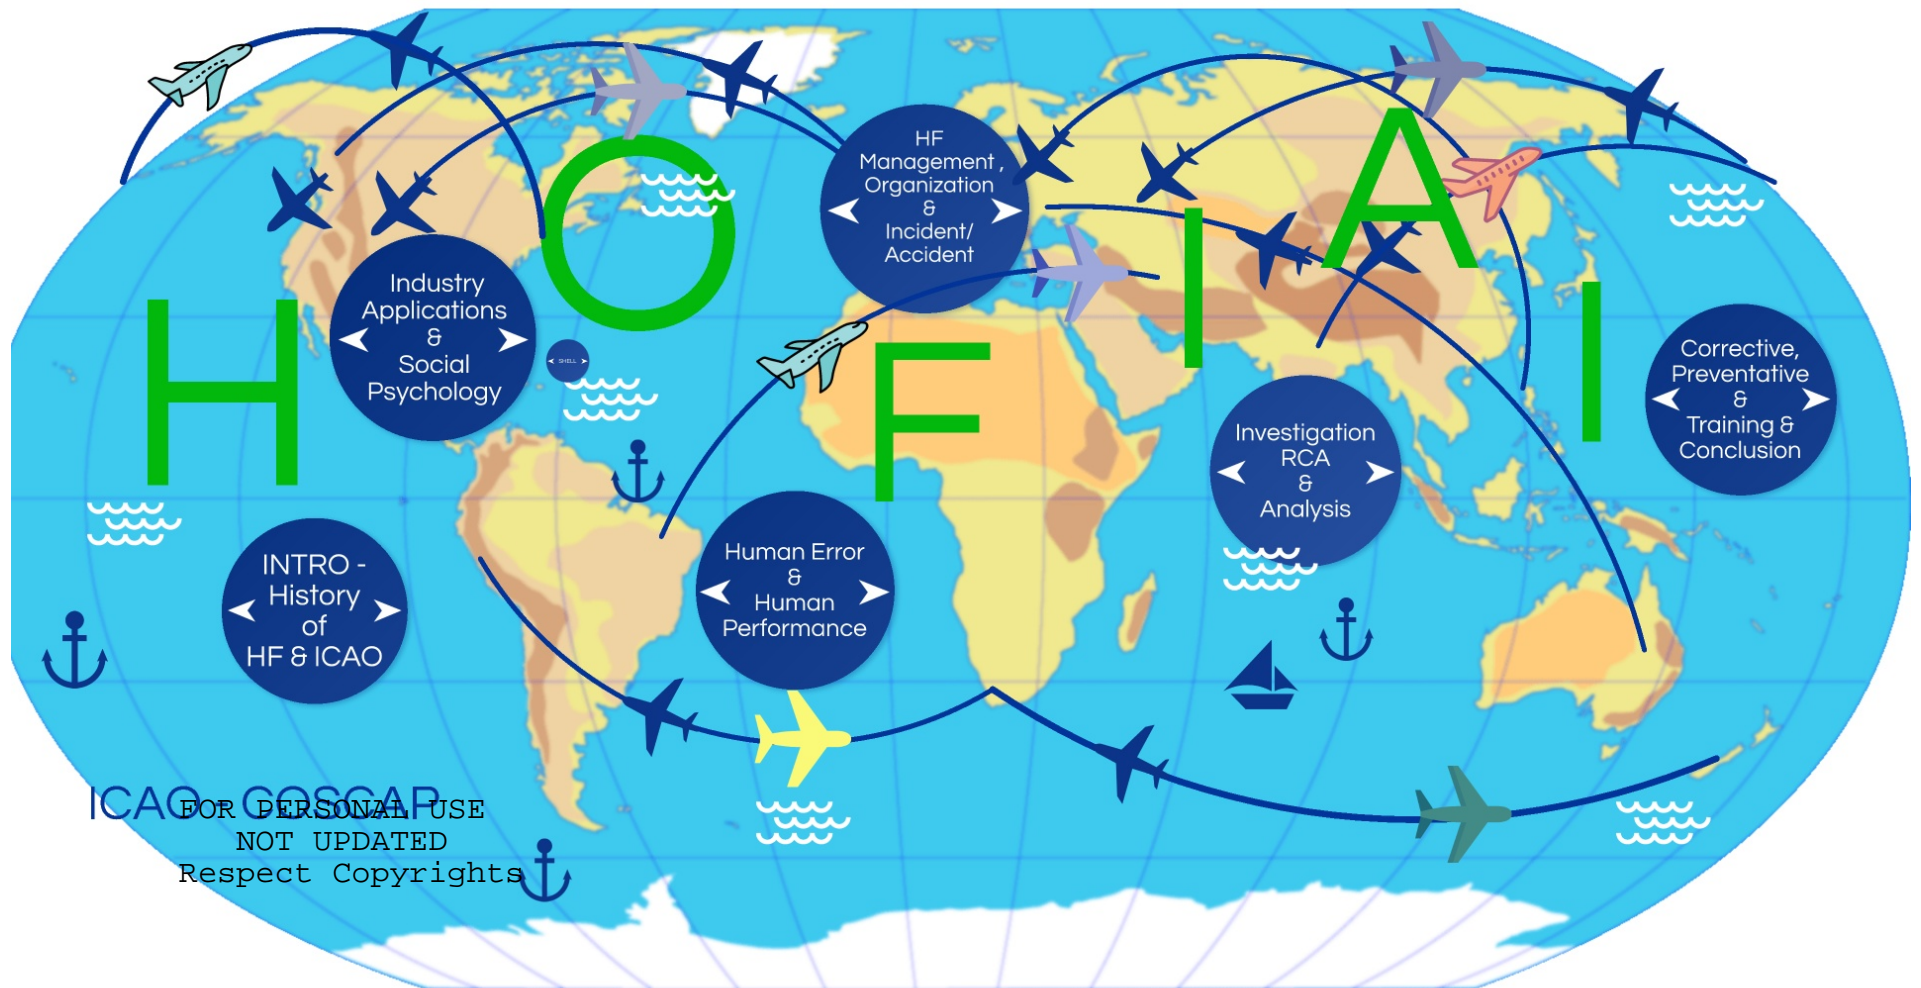 H
O
F
I
A
I
HF
Management ,
Organization
&
Incident/
Accident
Industry
Applications
&
Social
Psychology
SHELL
Corrective,
Preventative
&
Training &
Conclusion
Investigation
RCA
&
Analysis
Human Error
&
Human
Performance
INTRO -
History
of
HF & ICAO
ICAO - COSCAP
FOR PERSONAL USE
NOT UPDATED
Respect Copyrights